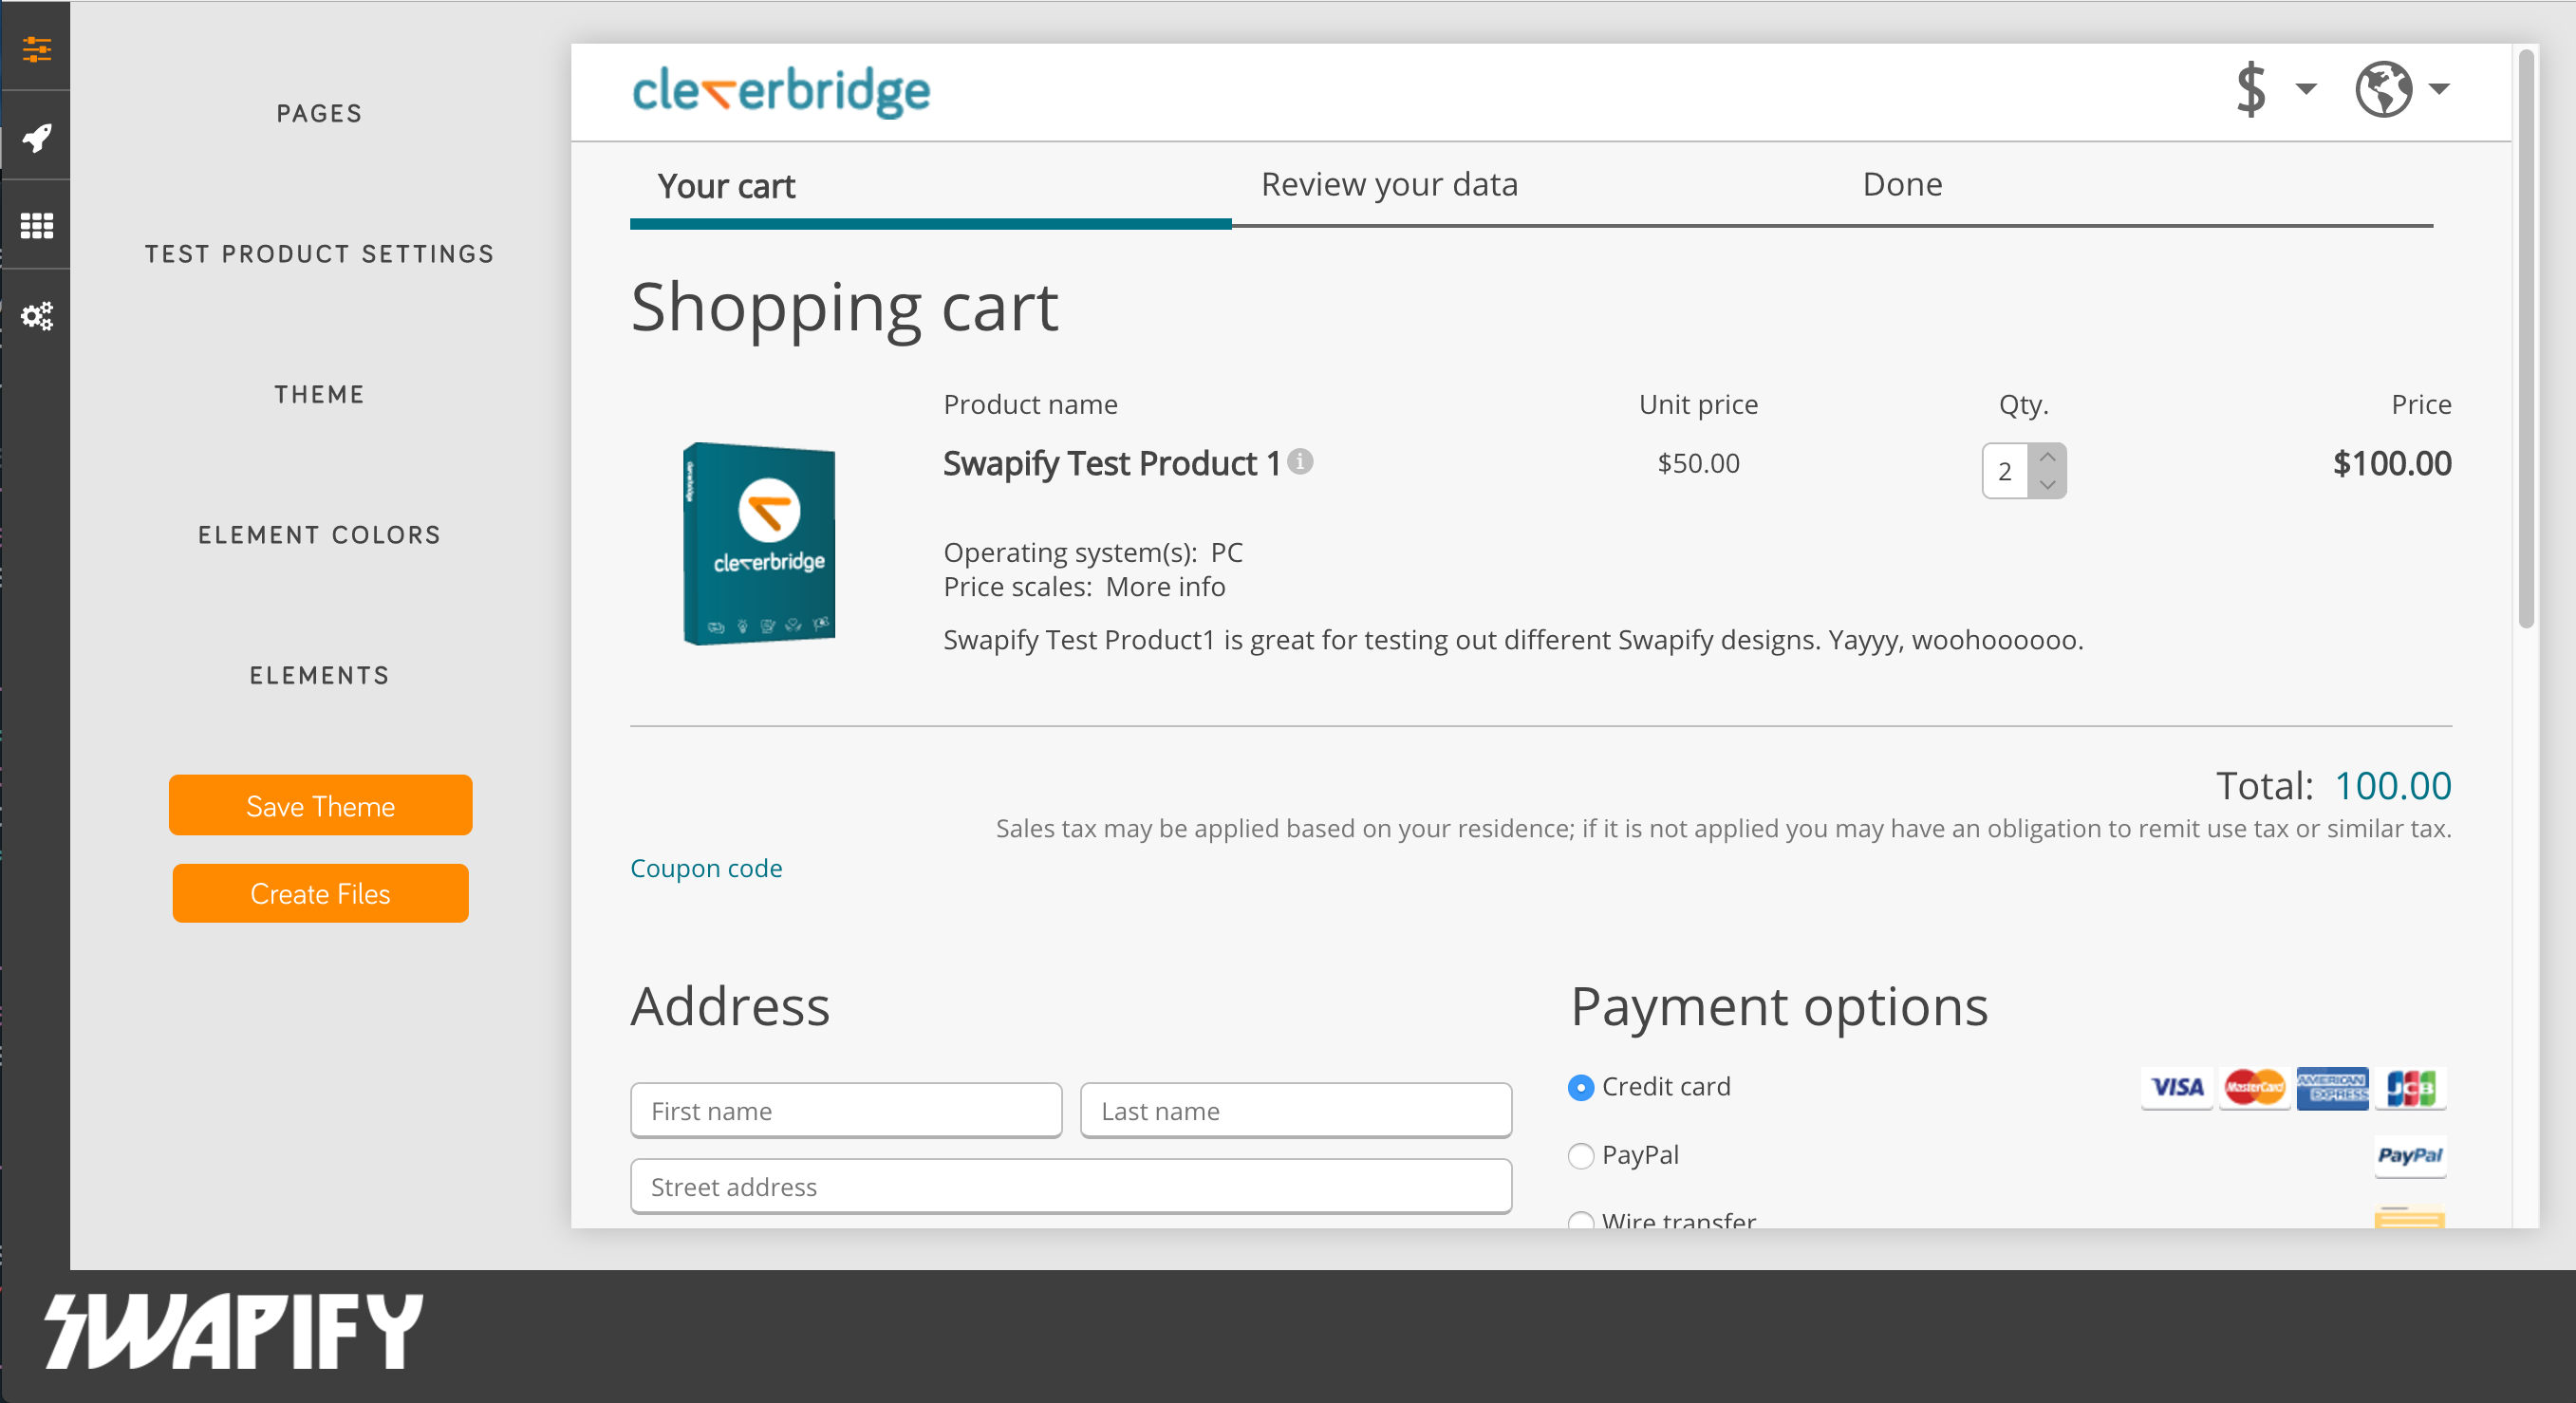 PAGES
TEST PRODUCT SETTINGS
THEME
ELEMENT COLORS
ELEMENTS
Save Theme
Create Files
cleverbridge
$
Your cart
Review your data
Done
Shopping cart
Product name
Unit price
Qty.
Price
cleverbridge
cleverbridge
Swapify Test Product 1
$50.00
2
$100.00
Operating system(s): PC
Price scales: More info
Swapify Test Product1 is great for testing out different Swapify designs. Yayyy, woohoooooo.
Total: 100.00
Sales tax may be applied based on your residence; if it is not applied you may have an obligation to remit use tax or similar tax.
Coupon code
Address
First name
Last name
Street address
Payment options
Credit card
VISA
MasterCard
AMERICAN EXPRESS
JCB
PayPal
PayPal
Wire transfer
SWAPIFY